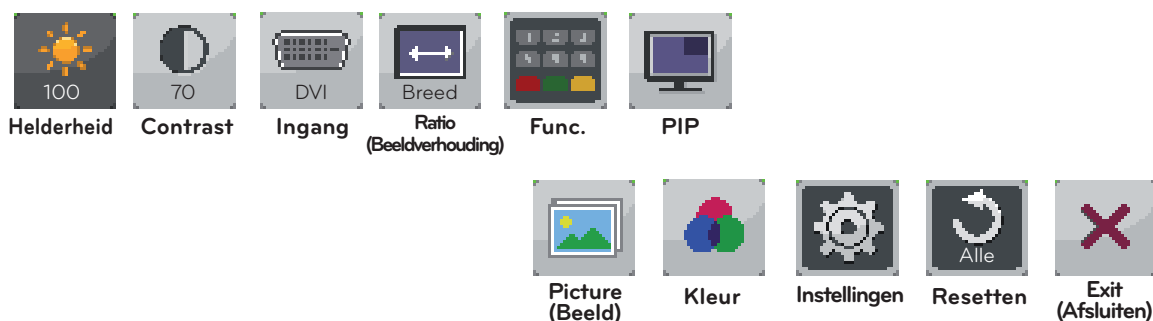 100
70
DVI
Breed
Helderheid
Contrast
Ingang
Ratio
(Beeldverhouding)
Func.
PIP
Alle
Picture
(Beeld)
Kleur
Instellingen
Resetten
Exit
(Afsluiten)